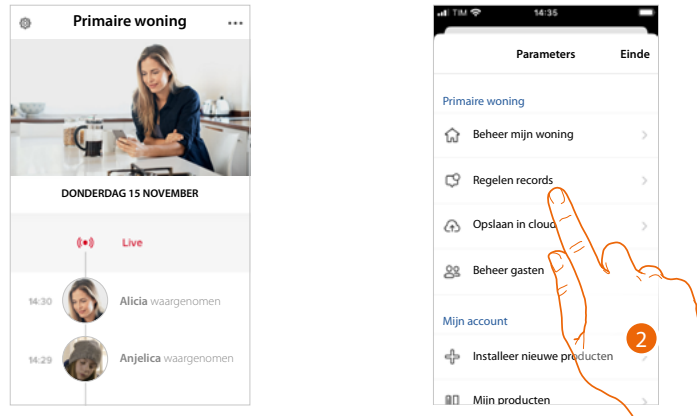 Primaire woning
DONDERDAG 15 NOVEMBER
Live
14:30 Alicia waargenomen
14:29 Anjelica waargenomen
TIM 14:35
Parameters Einde
Primaire woning
Beheer mijn woning
Regelen records
Opslaan in cloud
Beheer gasten
Mijn account
2
Installeer nieuwe producten
Mijn producten